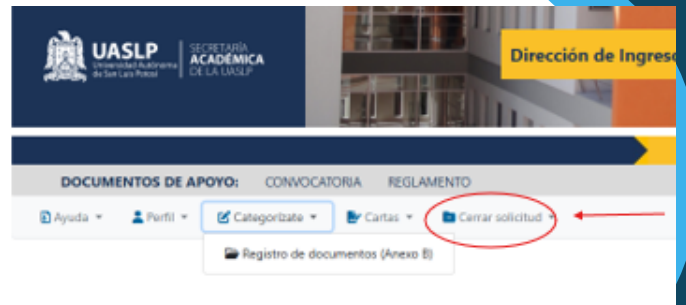 UASLP
Universidad Autónoma
de San Luis Potosí
SECRETARÍA
ACADÉMICA
DE LA UASLP
Dirección de Ingreso
DOCUMENTOS DE APOYO: CONVOCATORIA REGLAMENTO
Ayuda Perfil Categorízate Cartas Cerrar solicitud
Registro de documentos (Anexo B)